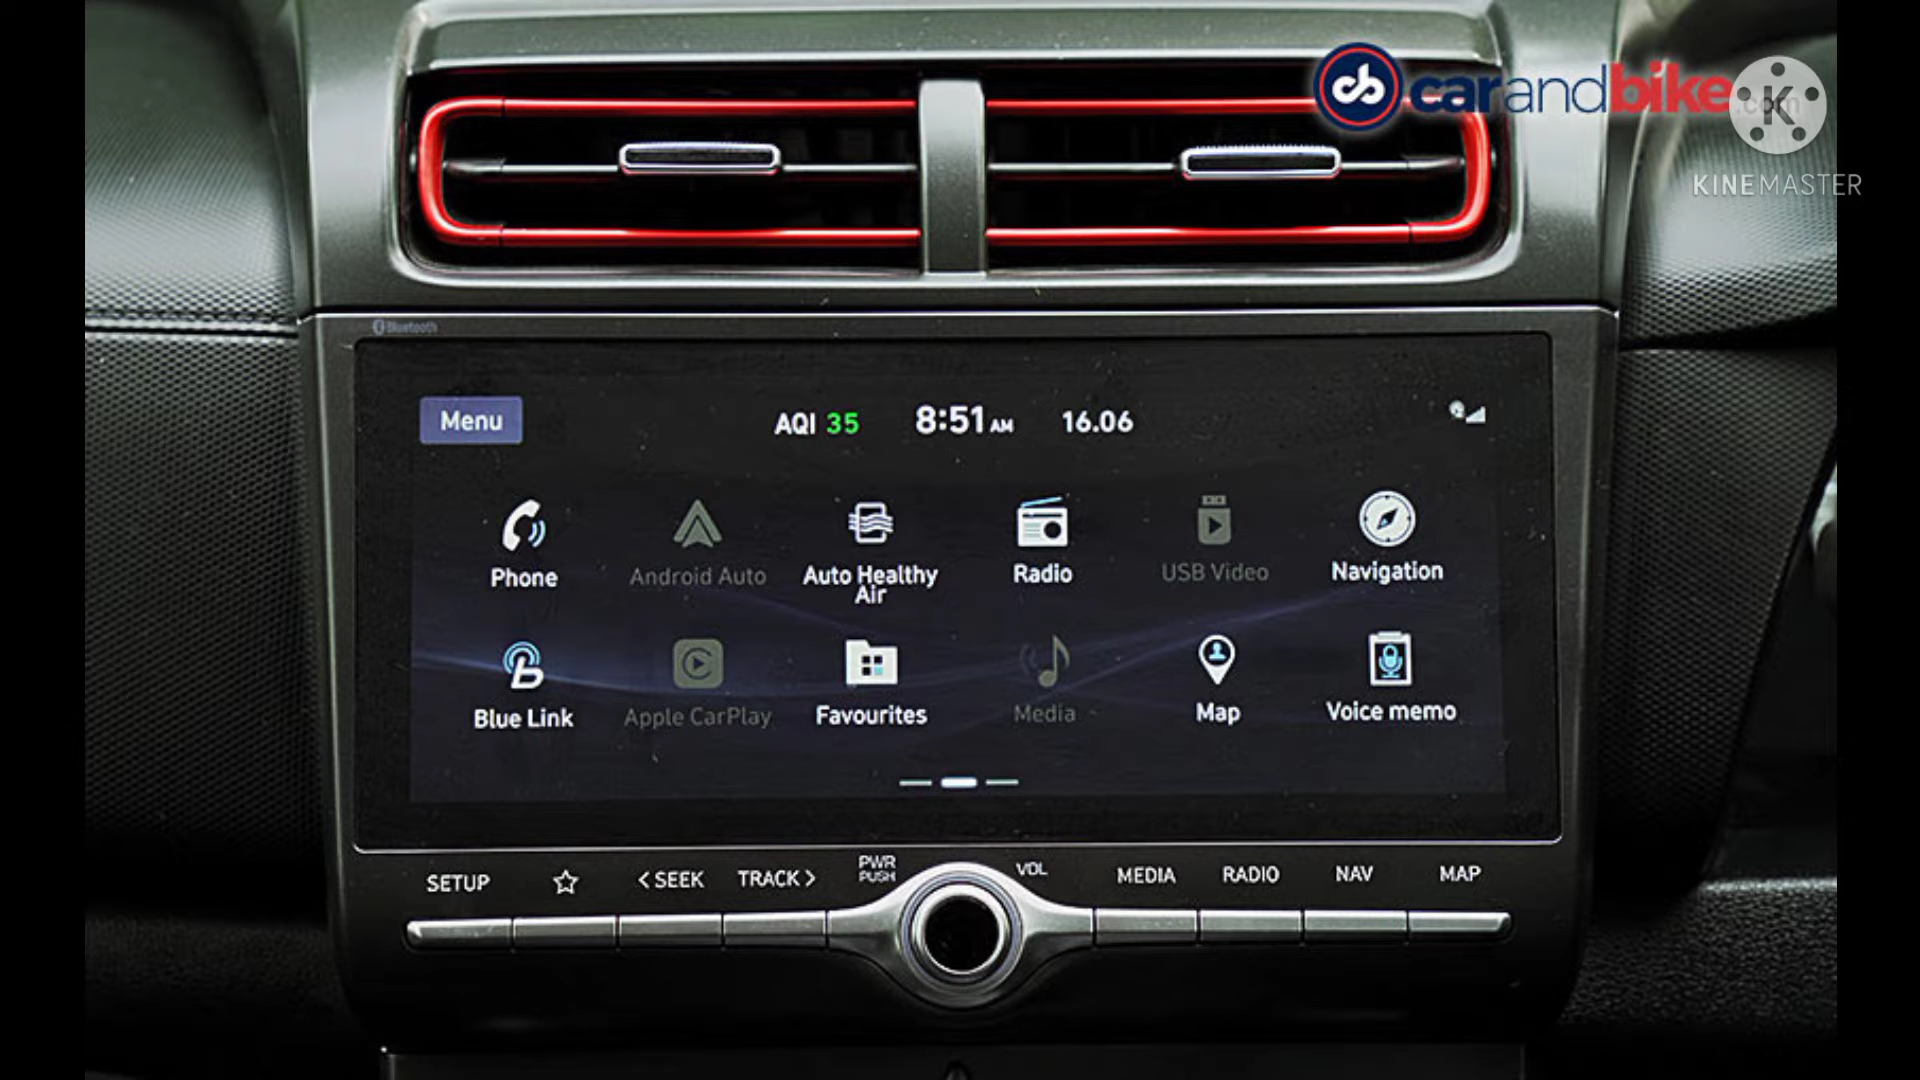 carandbike
KINEMASTER
Bluetooth
Menu
AQI 35
8:51 AM
16.06
Phone
Android Auto
Auto Healthy
Air
Radio
USB Video
Navigation
Blue Link
Apple CarPlay
Favourites
Media
Map
Voice memo
SETUP
< SEEK
TRACK >
PWR
PUSH
VOL
MEDIA
RADIO
NAV
MAP